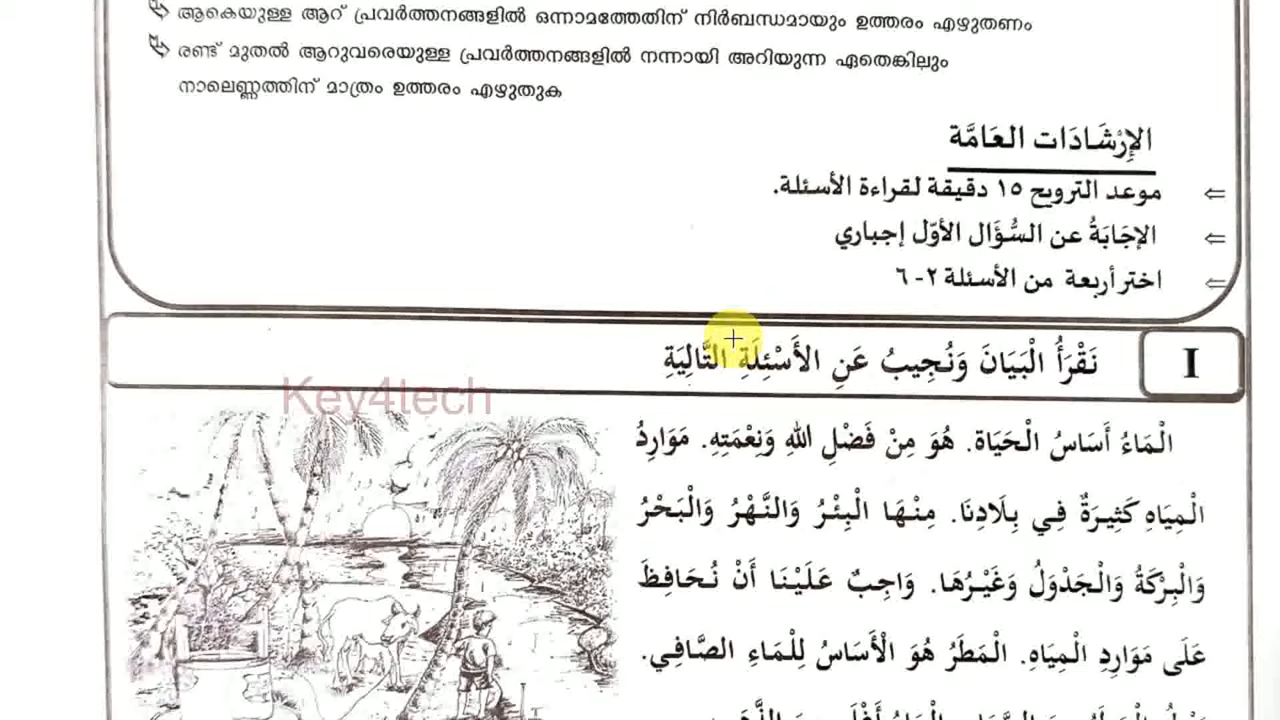 ആകെയുള്ള ആറ് പ്രവർത്തനങ്ങളിൽ ഒന്നാമത്തേതിന് നിർബന്ധമായും ഉത്തരം എഴുതണം
രണ്ട് മുതൽ ആറുവരെയുള്ള പ്രവർത്തനങ്ങളിൽ നന്നായി അറിയുന്ന ഏതെങ്കിലും
നാലെണ്ണത്തിന് മാത്രം ഉത്തരം എഴുതുക
الإِرْشَادَات العَامَّة
⇐ موعد الترويح ١٥ دقيقة لقراءة الأسئلة.
⇐ الإجَابَةُ عن السُّؤَال الأوّل إجباري
⇐ اختر أربعة من الأسئلة ٢-٦
I نَقْرَأُ الْبَيَانَ وَنُجِيبُ عَنِ الأَسْئِلَةِ التَّالِيَةِ
Key4tech
الْمَاءُ أَسَاسُ الْحَيَاة. هُوَ مِنْ فَضْلِ اللهِ وَنِعْمَتِهِ. مَوَارِدُ
الْمِيَاهِ كَثِيرَةٌ فِي بِلَادِنَا. مِنْهَا الْبِئْرُ وَالنَّهْرُ وَالْبَحْرُ
وَالْبِرْكَةُ وَالْجَدْوَلُ وَغَيْرُهَا. وَاجِبٌ عَلَيْنَا أَنْ نُحَافِظَ
عَلَى مَوَارِدِ الْمِيَاهِ. الْمَطَرُ هُوَ الْأَسَاسُ لِلْمَاءِ الصَّافِي.